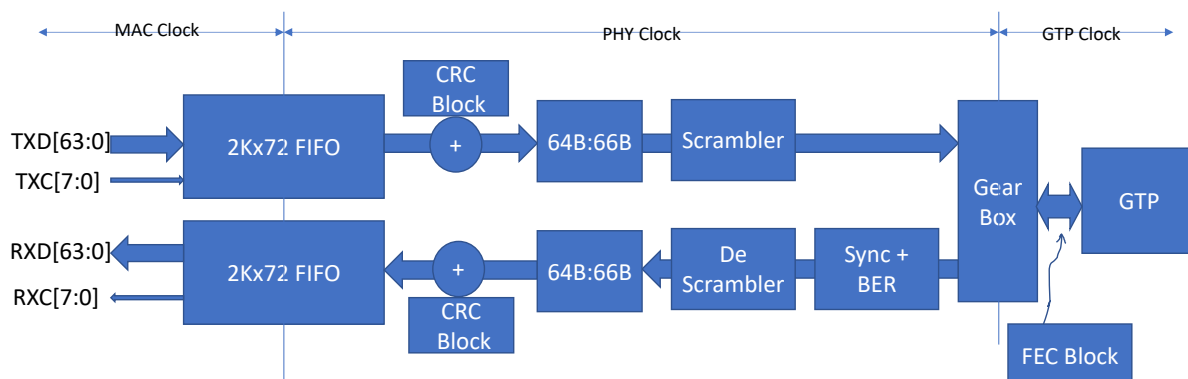 MAC Clock
PHY Clock
GTP Clock
CRC
Block
TXD[63:0]
TXC[7:0]
2Kx72 FIFO
+
64B:66B
Scrambler
Gear
Box
GTP
RXD[63:0]
RXC[7:0]
2Kx72 FIFO
+
CRC
Block
64B:66B
De
Scrambler
Sync +
BER
FEC Block